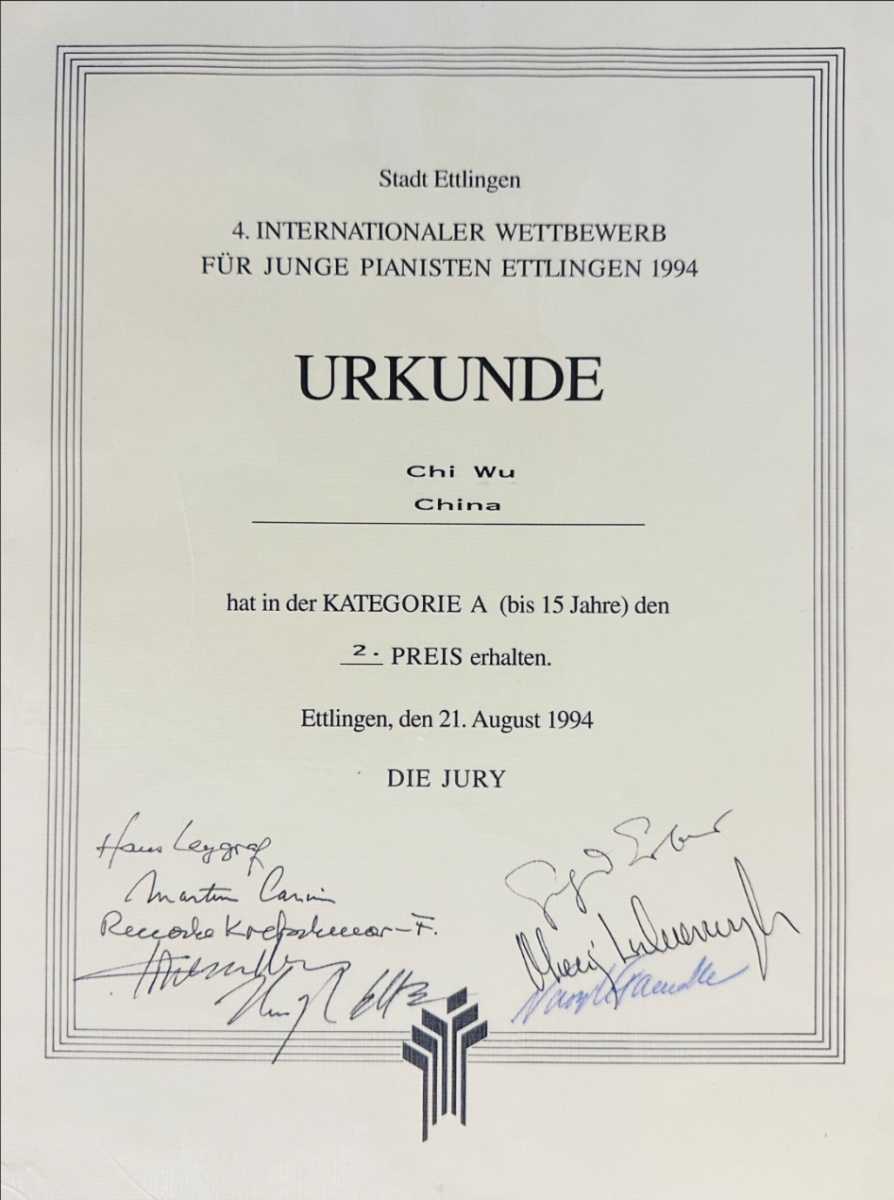 Stadt Ettlingen
4. INTERNATIONALER WETTBEWERB
FÜR JUNGE PIANISTEN ETTLINGEN 1994
URKUNDE
Chi Wu
China
hat in der KATEGORIE A (bis 15 Jahre) den
2. PREIS erhalten.
Ettlingen, den 21. August 1994
DIE JURY
Hans Leygraf
Martin